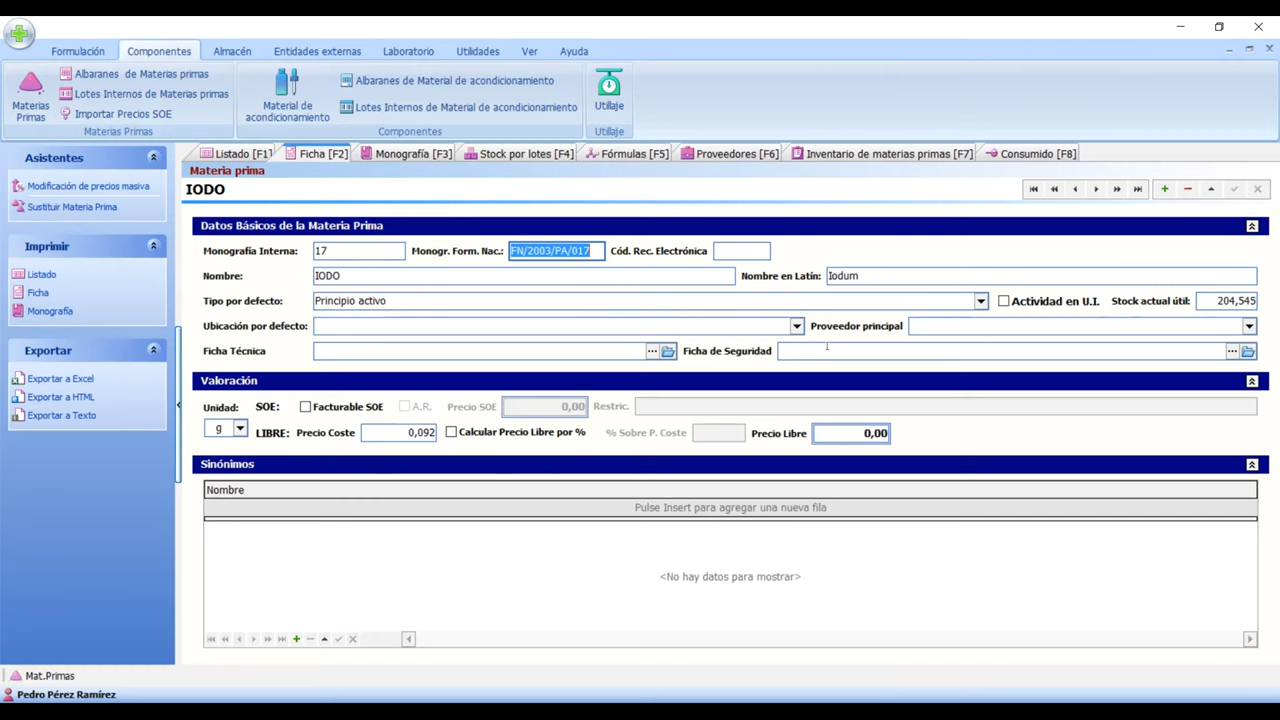 Formulación Componentes Almacén Entidades externas Laboratorio Utilidades Ver Ayuda
Materias Primas
Albaranes de Materias primas
Lotes Internos de Materias primas
Importar Precios SOE
Materias Primas
Material de acondicionamiento
Albaranes de Material de acondicionamiento
Lotes Internos de Material de acondicionamiento
Componentes
Utilaje
Utilaje
Asistentes
Modificación de precios masiva
Sustituir Materia Prima
Imprimir
Listado
Ficha
Monografía
Exportar
Exportar a Excel
Exportar a HTML
Exportar a Texto
Listado [F1] Ficha [F2] Monografía [F3] Stock por lotes [F4] Fórmulas [F5] Proveedores [F6] Inventario de materias primas [F7] Consumido [F8]
Materia prima
IODO
Datos Básicos de la Materia Prima
Monografía Interna: 17 Monogr. Form. Nac.: FN/2003/PA/017 Cód. Rec. Electrónica
Nombre: IODO Nombre en Latín: Iodum
Tipo por defecto: Principio activo Actividad en U.I. Stock actual útil: 204,545
Ubicación por defecto: Proveedor principal
Ficha Técnica ... Ficha de Seguridad ...
Valoración
Unidad: SOE: Facturable SOE A.R. Precio SOE 0,00 Restric.
g LIBRE: Precio Coste 0,092 Calcular Precio Libre por % % Sobre P. Coste Precio Libre 0,00
Sinónimos
Nombre
Pulse Insert para agregar una nueva fila
<No hay datos para mostrar>
Mat.Primas
Pedro Pérez Ramírez